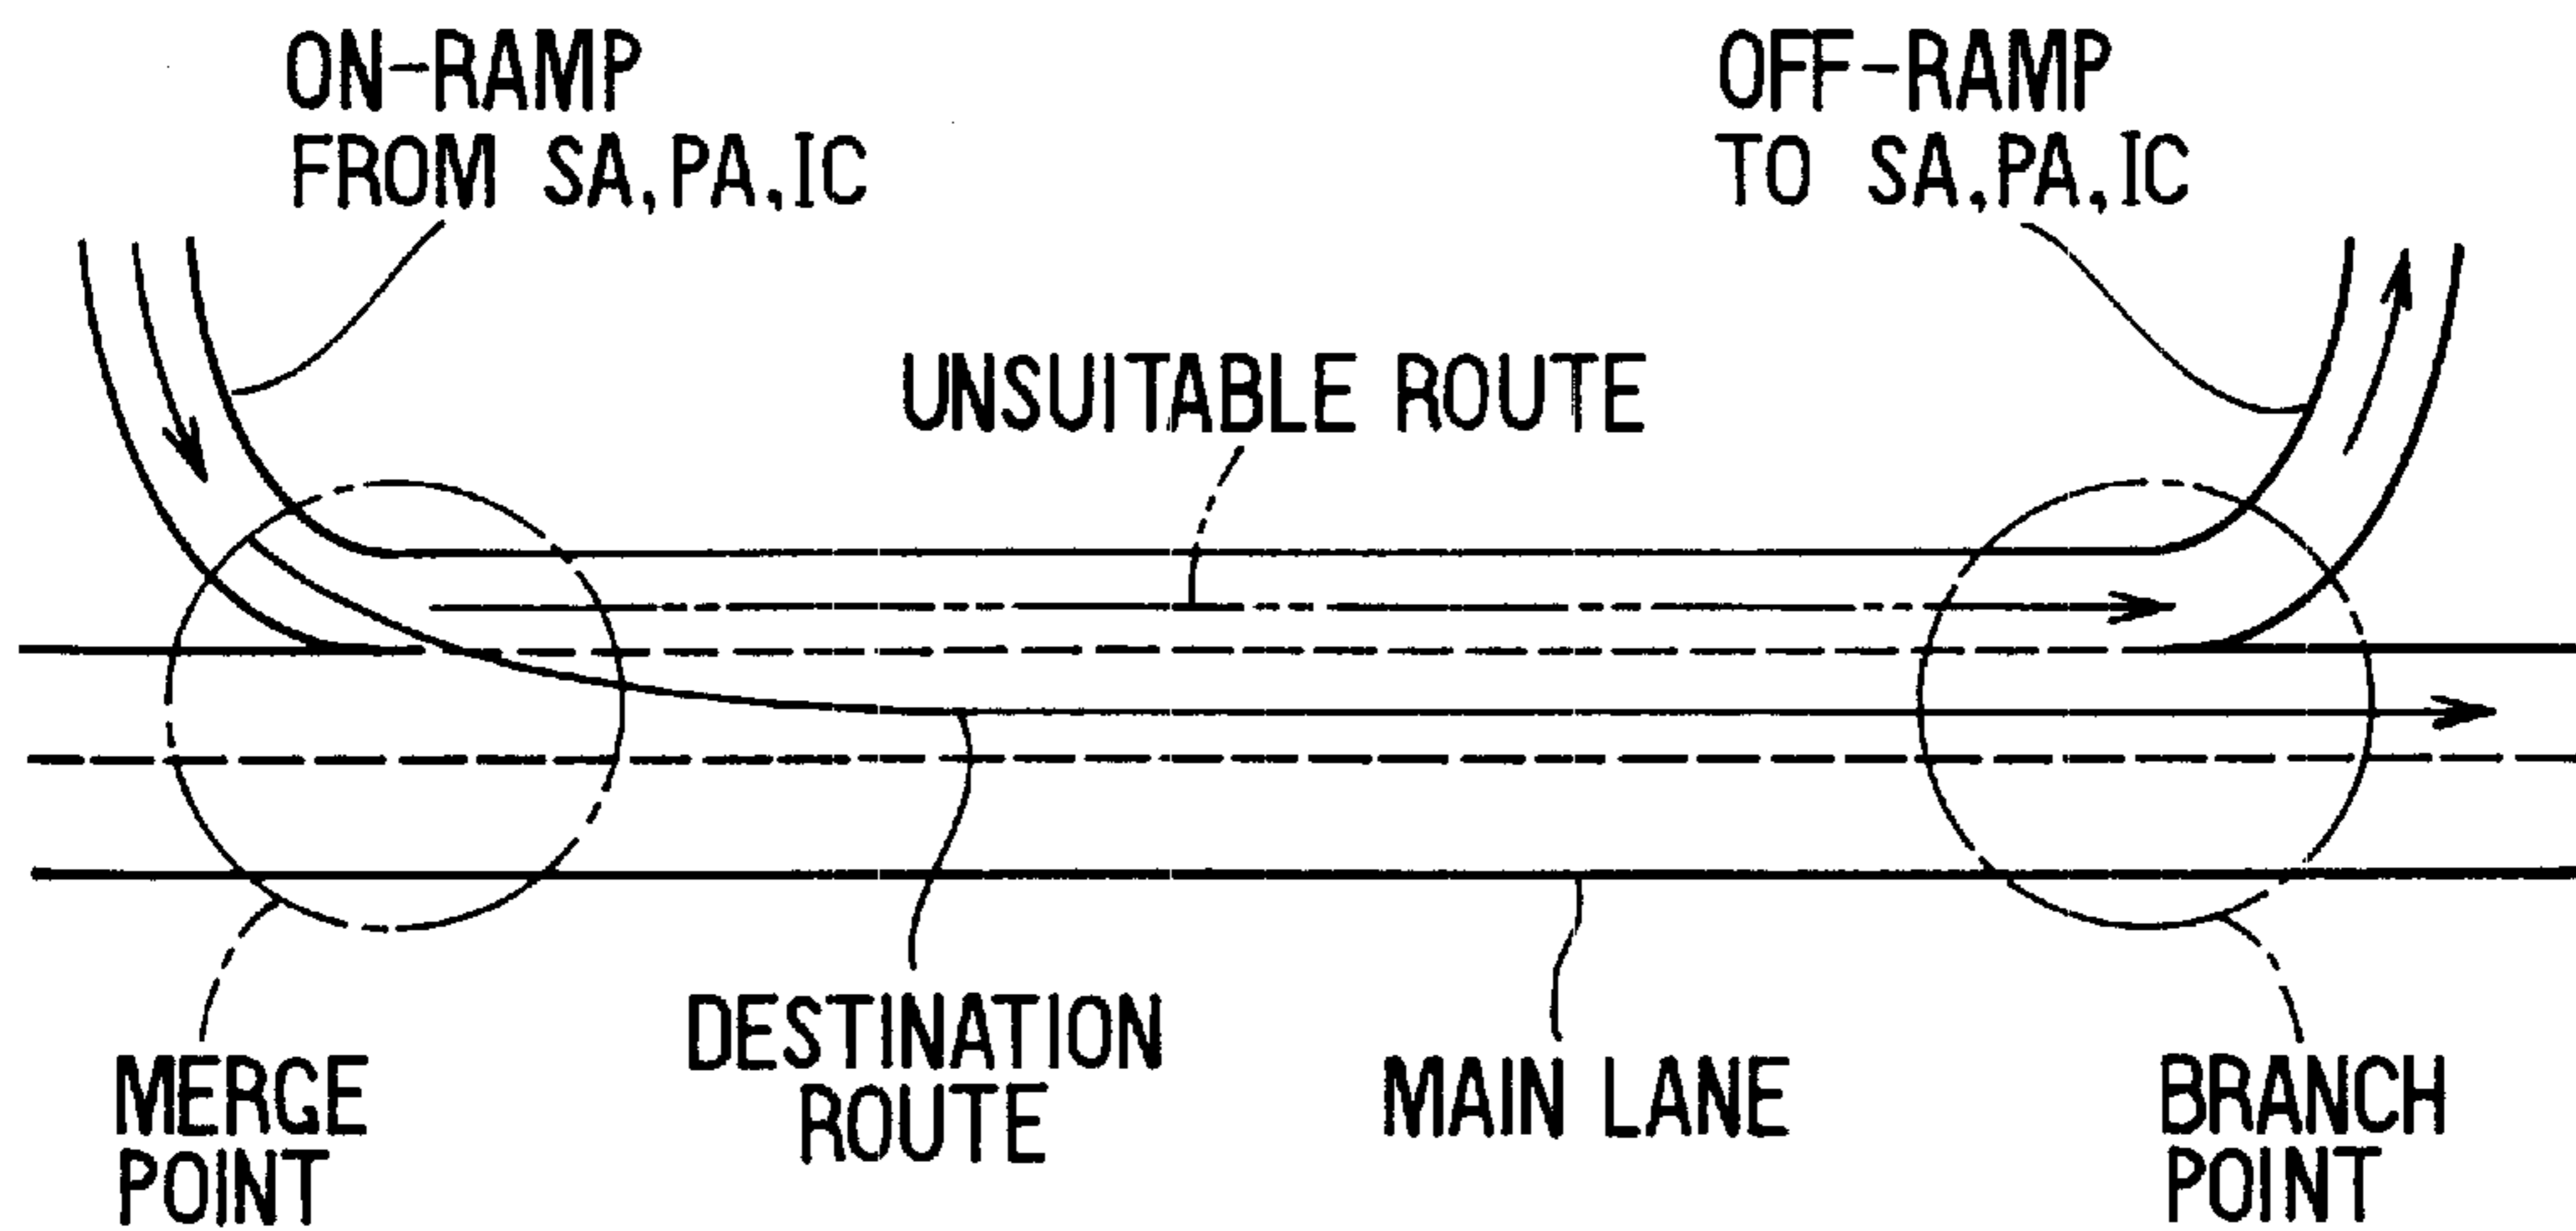 ON-RAMP
FROM SA,PA,IC
OFF-RAMP
TO SA,PA,IC
UNSUITABLE ROUTE
MERGE
POINT
DESTINATION
ROUTE
MAIN LANE
BRANCH
POINT